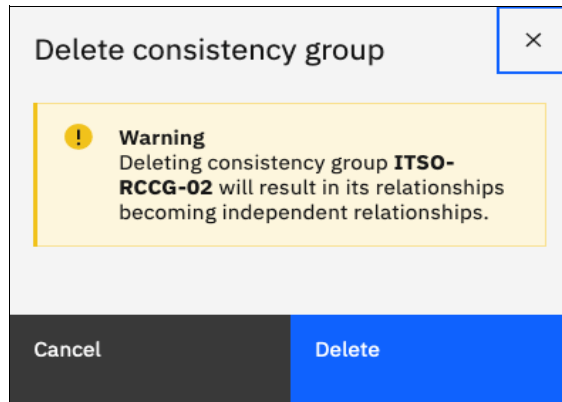 Delete consistency group
Warning
Deleting consistency group ITSO-
RCCG-02 will result in its relationships
becoming independent relationships.
Cancel
Delete